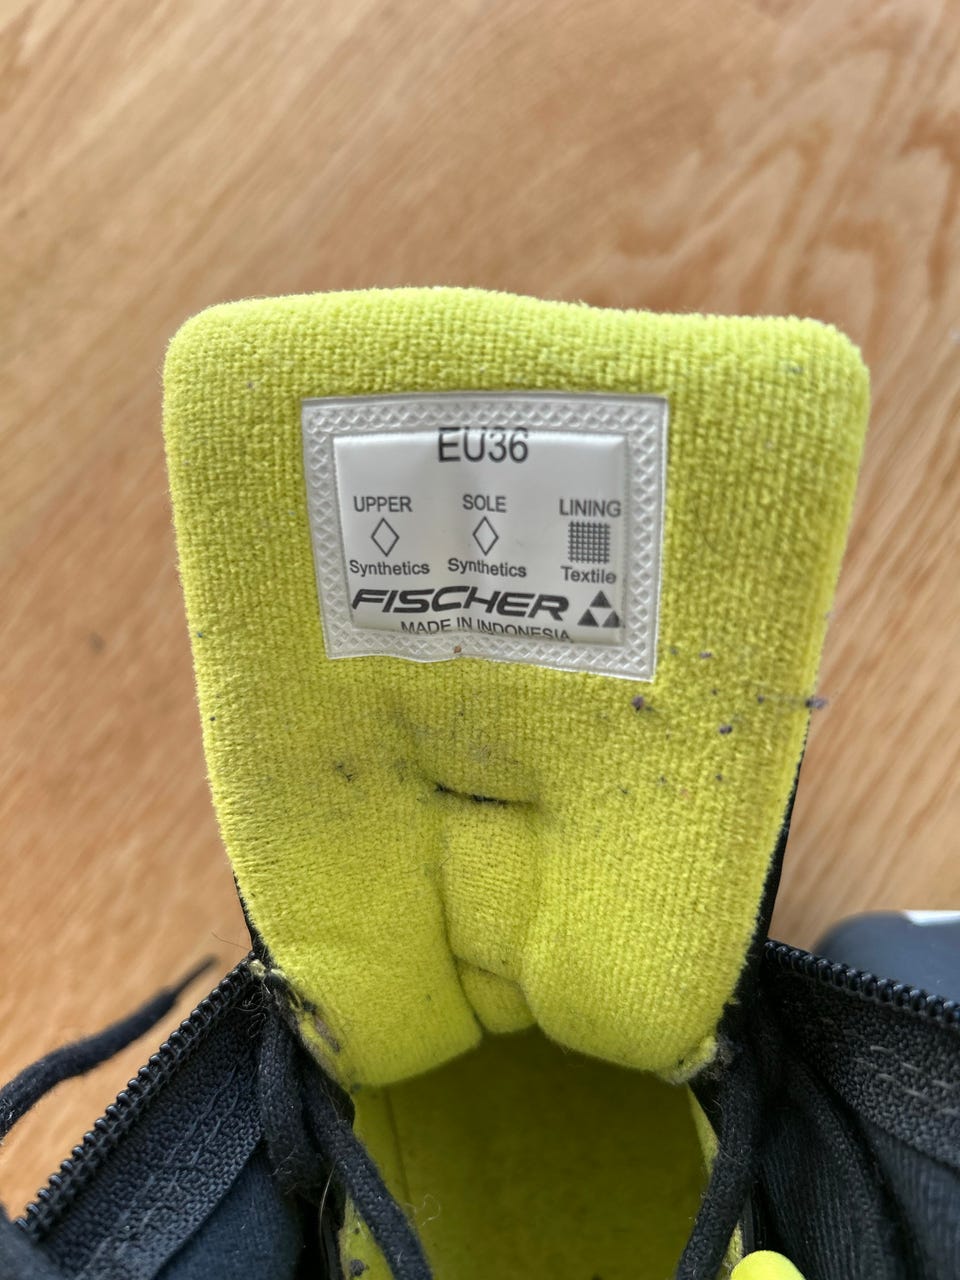 EU36
UPPER SOLE LINING
Synthetics Synthetics Textile
FISCHER
MADE IN INDONESIA